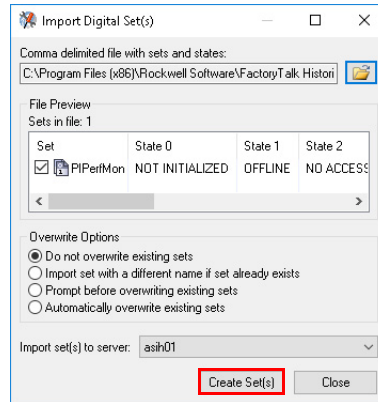 Import Digital Set(s)
Comma delimited file with sets and states:
C:\Program Files (x86)\Rockwell Software\FactoryTalk Histori
File Preview
Sets in file: 1
Set State 0 State 1 State 2
PIPerfMon NOT INITIALIZED OFFLINE NO ACCESS
Overwrite Options
Do not overwrite existing sets
Import set with a different name if set already exists
Prompt before overwriting existing sets
Automatically overwrite existing sets
Import set(s) to server: asih01
Create Set(s) Close